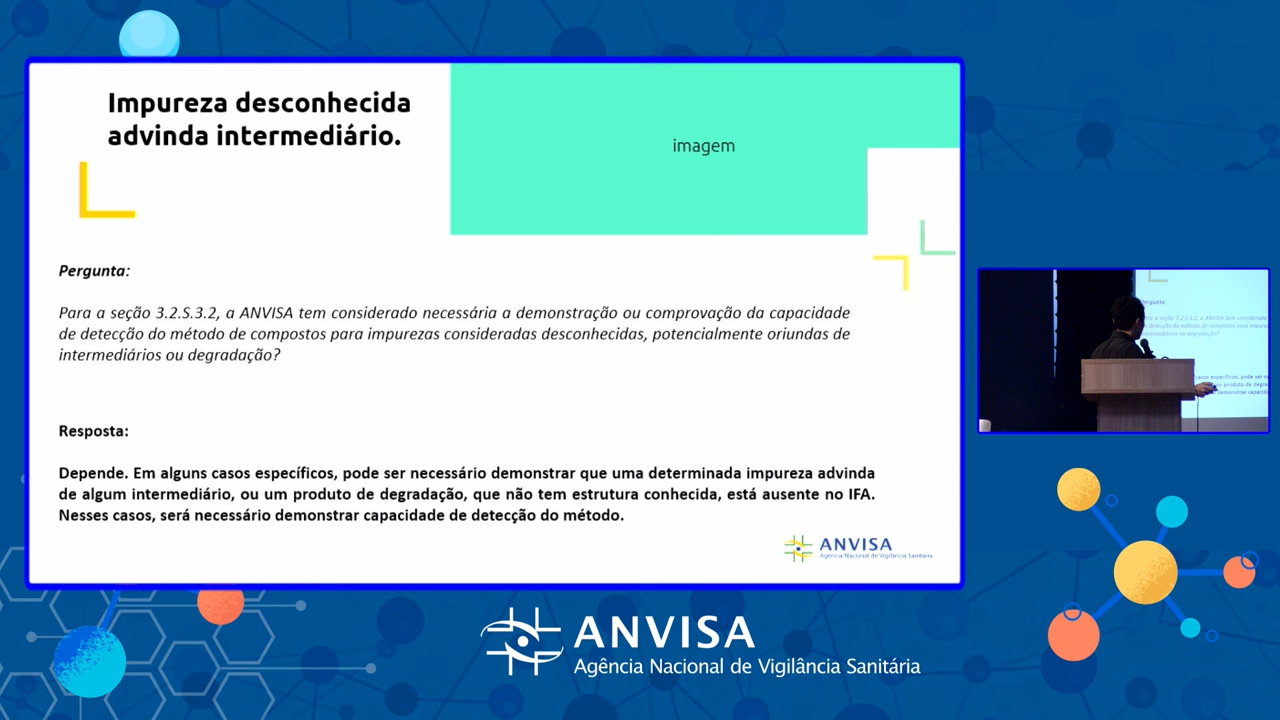 Impureza desconhecida
advinda intermediário.
imagem
Pergunta:
Para a seção 3.2.S.3.2, a ANVISA tem considerado necessária a demonstração ou comprovação da capacidade
de detecção do método de compostos para impurezas consideradas desconhecidas, potencialmente oriundas de
intermediários ou degradação?
Resposta:
Depende. Em alguns casos específicos, pode ser necessário demonstrar que uma determinada impureza advinda
de algum intermediário, ou um produto de degradação, que não tem estrutura conhecida, está ausente no IFA.
Nesses casos, será necessário demonstrar capacidade de detecção do método.
ANVISA
Agência Nacional de Vigilância Sanitária
Pergunta:
ANVISA
Agência Nacional de Vigilância Sanitária